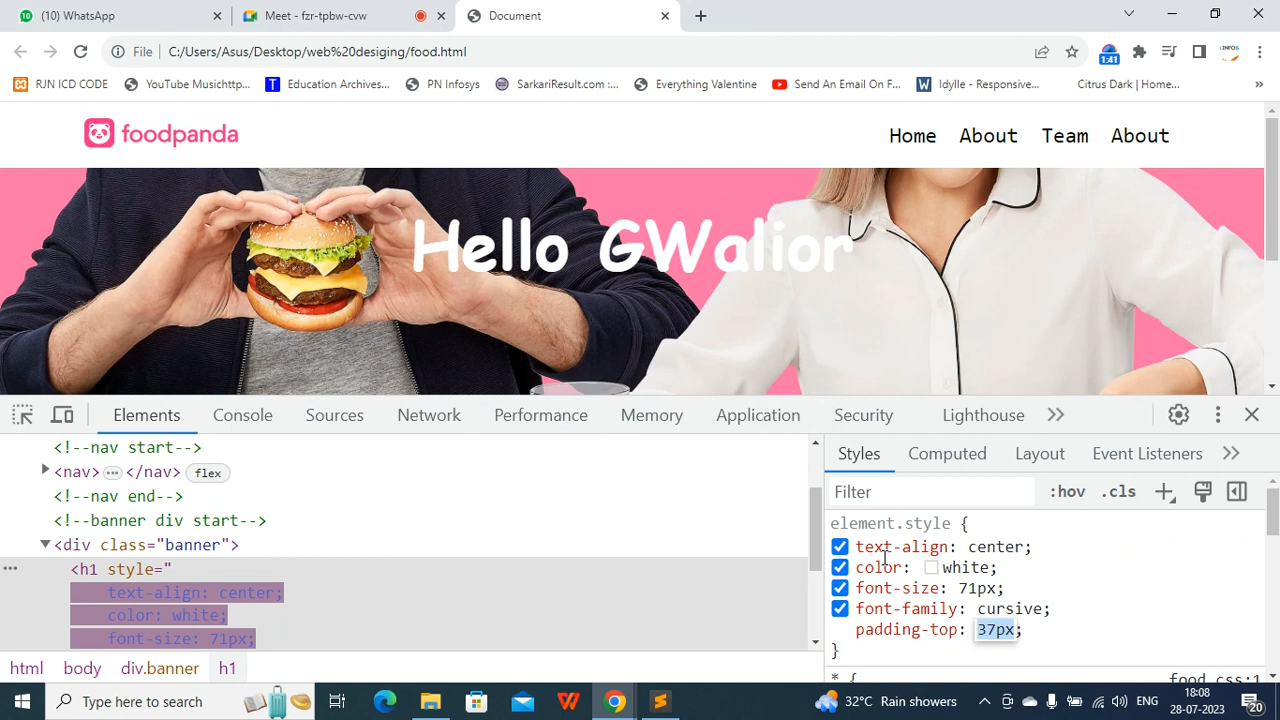 (10) WhatsApp
Meet - fzr-tpbw-cvw
Document
File
C:/Users/Asus/Desktop/web%20desiging/food.html
1:41
INFOS
RJN ICD CODE
YouTube Musichttp...
T
Education Archives...
PN Infosys
SarkariResult.com :...
Everything Valentine
Send An Email On F...
W
Idylle - Responsive...
Citrus Dark | Home...
»
foodpanda
Home About Team About
Hello GWalior
Elements
Console
Sources
Network
Performance
Memory
Application
Security
Lighthouse
<!--nav start-->
<nav> ... </nav> flex
<!--nav end-->
<!--banner div start-->
<div class="banner">
<h1 style="
text-align: center;
color: white;
font-size: 71px;
html body div.banner h1
Styles
Computed
Layout
Event Listeners
Filter
:hov .cls
element.style {
text-align: center;
color: white;
font-size: 71px;
font-family: cursive;
padding-top: 37px;
}
* {
food.css:1
Type here to search
32°C Rain showers
ENG
18:08
28-07-2023
20